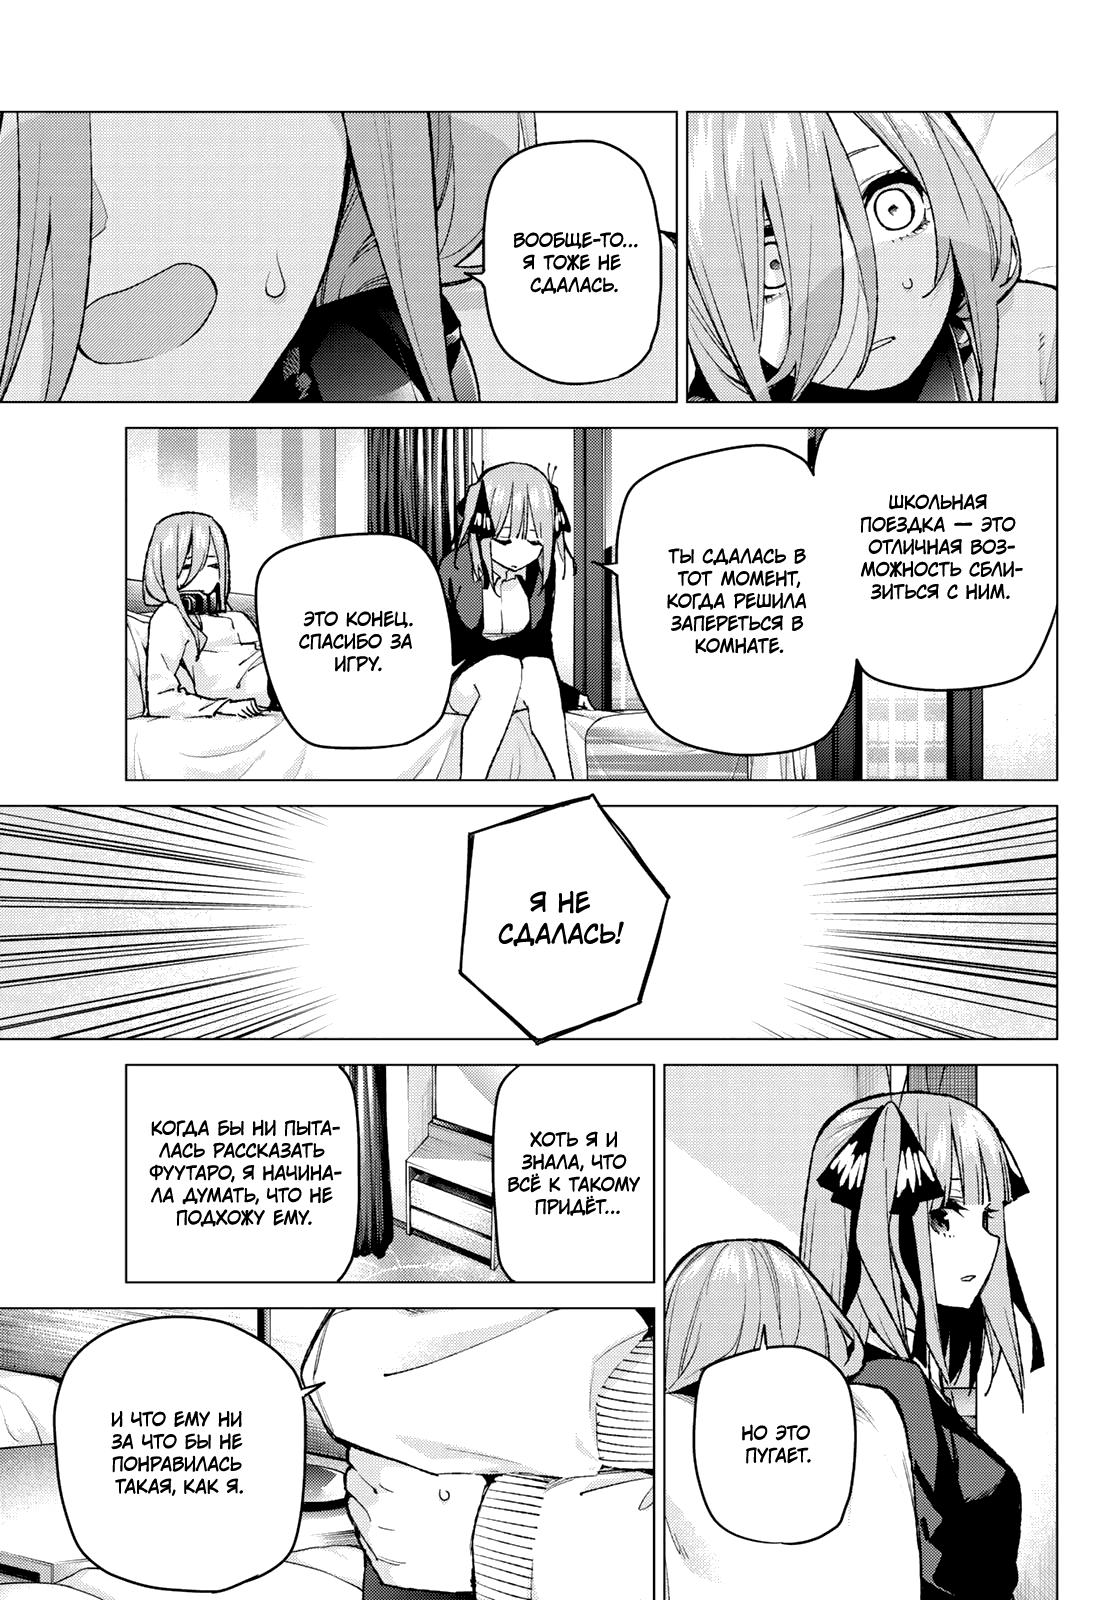 ВООБЩЕ-ТО...
Я ТОЖЕ НЕ
СДАЛАСЬ.
ШКОЛЬНАЯ
ПОЕЗДКА — ЭТО
ОТЛИЧНАЯ ВОЗ-
МОЖНОСТЬ СБЛИ-
ЗИТЬСЯ С НИМ.
ТЫ СДАЛАСЬ В
ТОТ МОМЕНТ,
КОГДА РЕШИЛА
ЗАПЕРЕТЬСЯ В
КОМНАТЕ.
ЭТО КОНЕЦ.
СПАСИБО ЗА
ИГРУ.
Я НЕ
СДАЛАСЬ!
НО ЭТО
ПУГАЕТ.
ХОТЬ Я И
ЗНАЛА, ЧТО
ВСЁ К ТАКОМУ
ПРИДЁТ...
КОГДА БЫ НИ ПЫТА-
ЛАСЬ РАССКАЗАТЬ
ФУУТАРО, Я НАЧИНА-
ЛА ДУМАТЬ, ЧТО НЕ
ПОДХОЖУ ЕМУ.
И ЧТО ЕМУ НИ
ЗА ЧТО БЫ НЕ
ПОНРАВИЛАСЬ
ТАКАЯ, КАК Я.